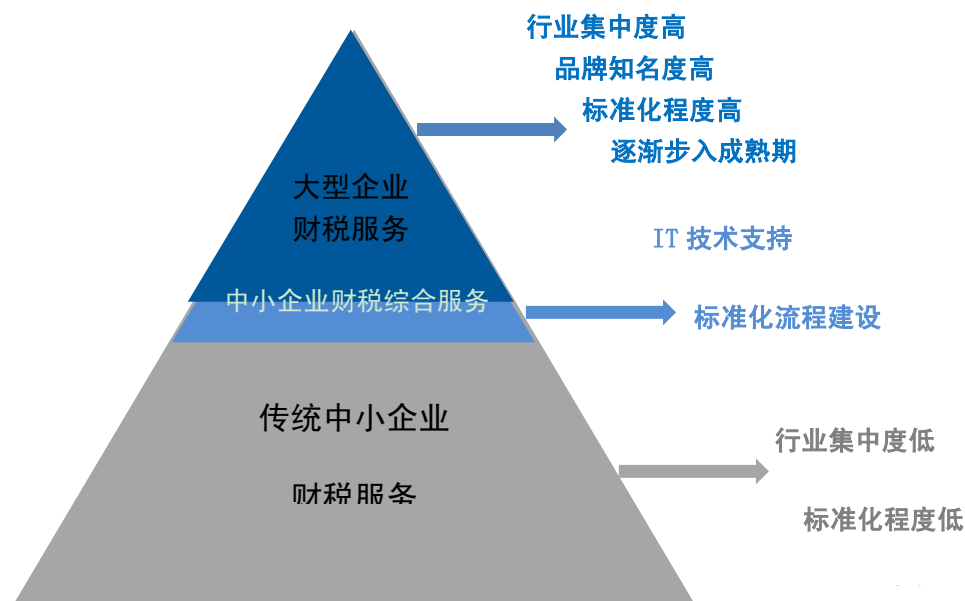 行业集中度高
品牌知名度高
标准化程度高
逐渐步入成熟期
大型企业
财税服务
IT 技术支持
中小企业财税综合服务
标准化流程建设
传统中小企业
财税服务
行业集中度低
标准化程度低